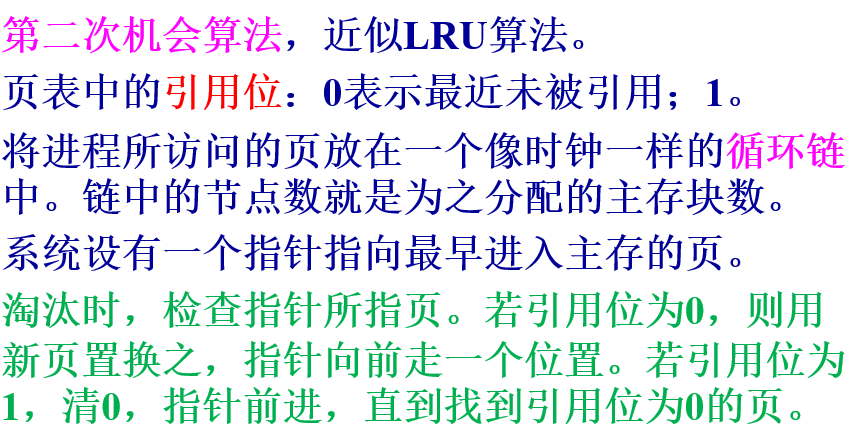 第二次机会算法，近似LRU算法。
页表中的引用位：0表示最近未被引用；1。
将进程所访问的页放在一个像时钟一样的循环链
中。链中的节点数就是为之分配的主存块数。
系统设有一个指针指向最早进入主存的页。
淘汰时，检查指针所指页。若引用位为0，则用
新页置换之，指针向前走一个位置。若引用位为
1，清0，指针前进，直到找到引用位为0的页。